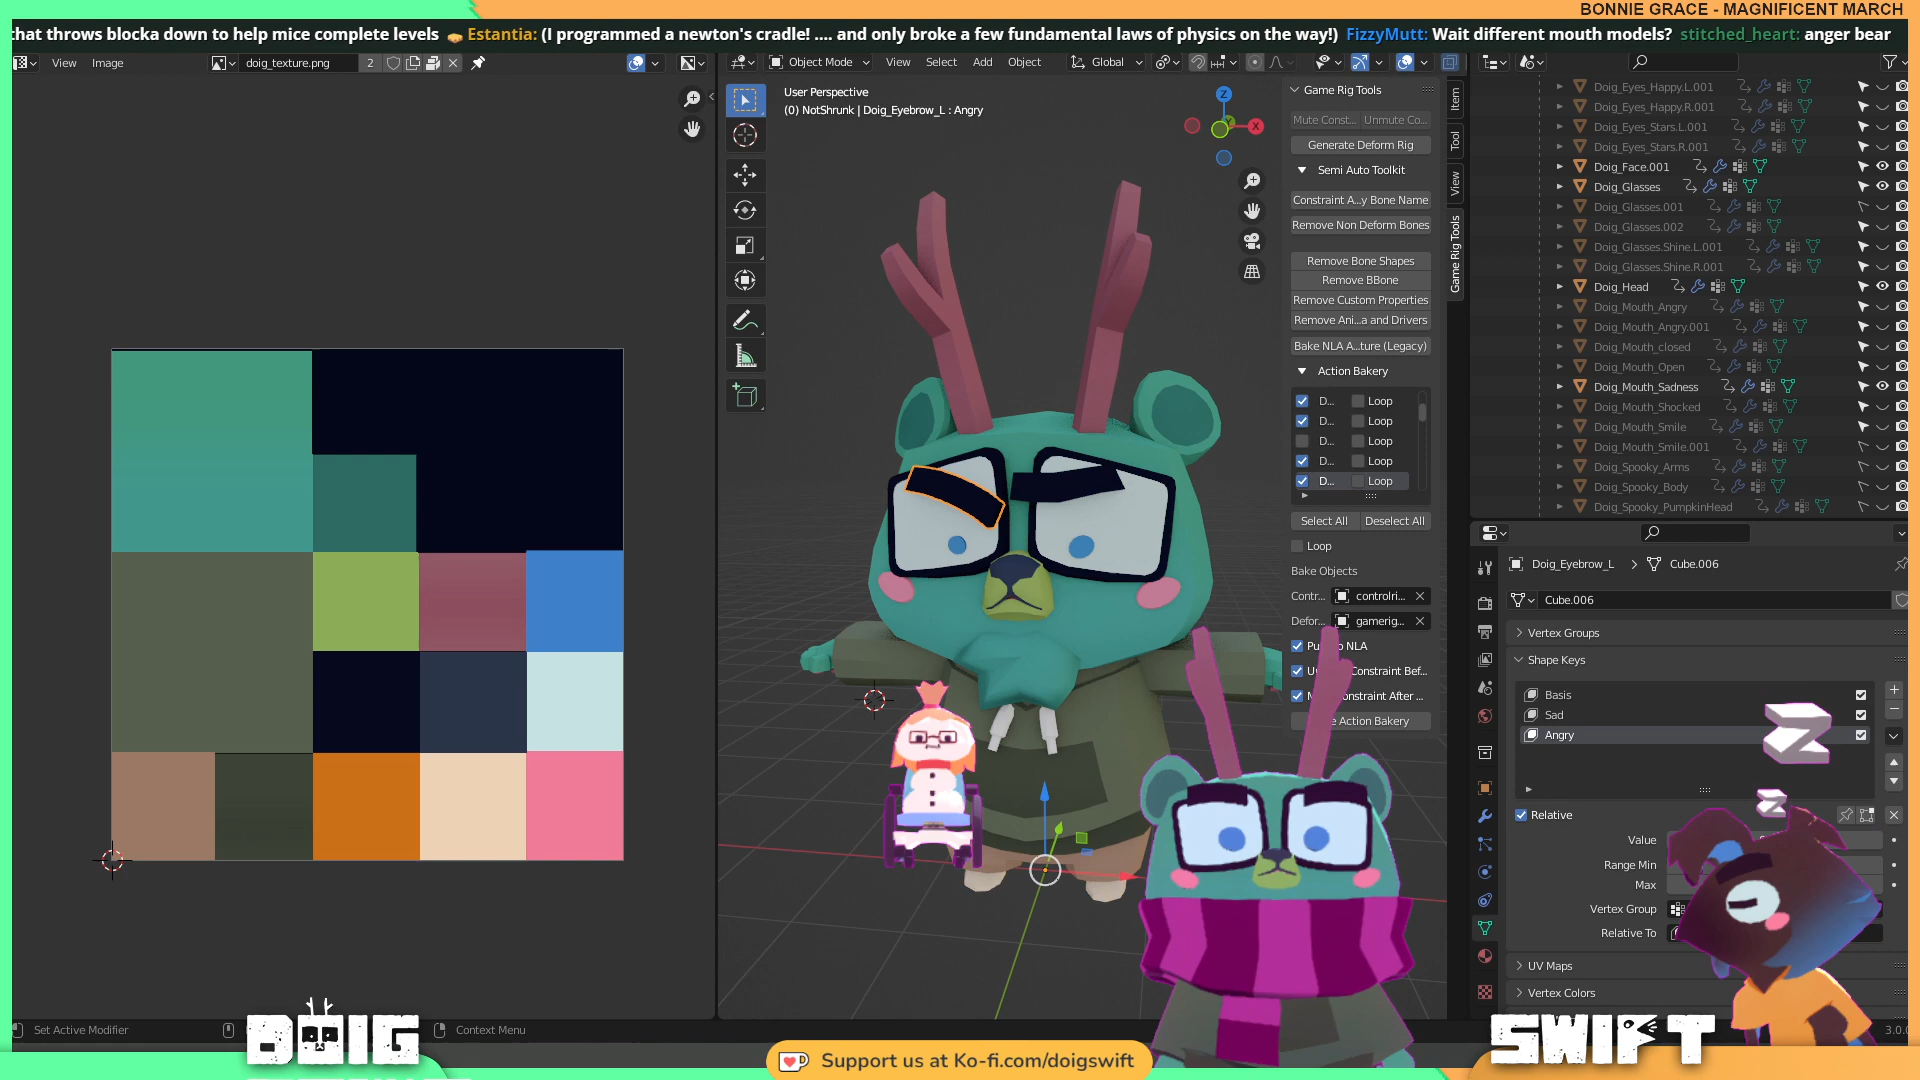 BONNIE GRACE - MAGNIFICENT MARCH
that throws blocka down to help mice complete levels Estantia: (I programmed a newton's cradle! .... and only broke a few fundamental laws of physics on the way!) FizzyMutt: Wait different mouth models? stitched_heart: anger bear
View Image doig_texture.png 2
Object Mode View Select Add Object Global
User Perspective
(0) NotShrunk | Doig_Eyebrow_L : Angry
Z
X
Game Rig Tools
Mute Const... Unmute Co...
Generate Deform Rig
Semi Auto Toolkit
Constraint A...y Bone Name
Remove Non Deform Bones
Remove Bone Shapes
Remove BBone
Remove Custom Properties
Remove Ani...a and Drivers
Bake NLA A...ture (Legacy)
Action Bakery
D... Loop
D... Loop
D... Loop
D... Loop
D... Loop
Select All Deselect All
Loop
Bake Objects
Contr... controlri...
Defor... gamerig...
NLA
Constraint Bef...
onstraint After ...
Action Bakery
Item
Tool
View
Game Rig Tools
Doig_Eyes_Happy.L.001
Doig_Eyes_Happy.R.001
Doig_Eyes_Stars.L.001
Doig_Eyes_Stars.R.001
Doig_Face.001
Doig_Glasses
Doig_Glasses.001
Doig_Glasses.002
Doig_Glasses.Shine.L.001
Doig_Glasses.Shine.R.001
Doig_Head
Doig_Mouth_Angry
Doig_Mouth_Angry.001
Doig_Mouth_closed
Doig_Mouth_Open
Doig_Mouth_Sadness
Doig_Mouth_Shocked
Doig_Mouth_Smile
Doig_Mouth_Smile.001
Doig_Spooky_Arms
Doig_Spooky_Body
Doig_Spooky_PumpkinHead
Doig_Eyebrow_L Cube.006
Cube.006
Vertex Groups
Shape Keys
Basis
Sad
Angry
Relative
Value
Range Min
Max
Vertex Group
Relative To
UV Maps
Vertex Colors
Z
Z
Set Active Modifier Context Menu 3.0.
DOIG
SWIFT
Support us at Ko-fi.com/doigswift